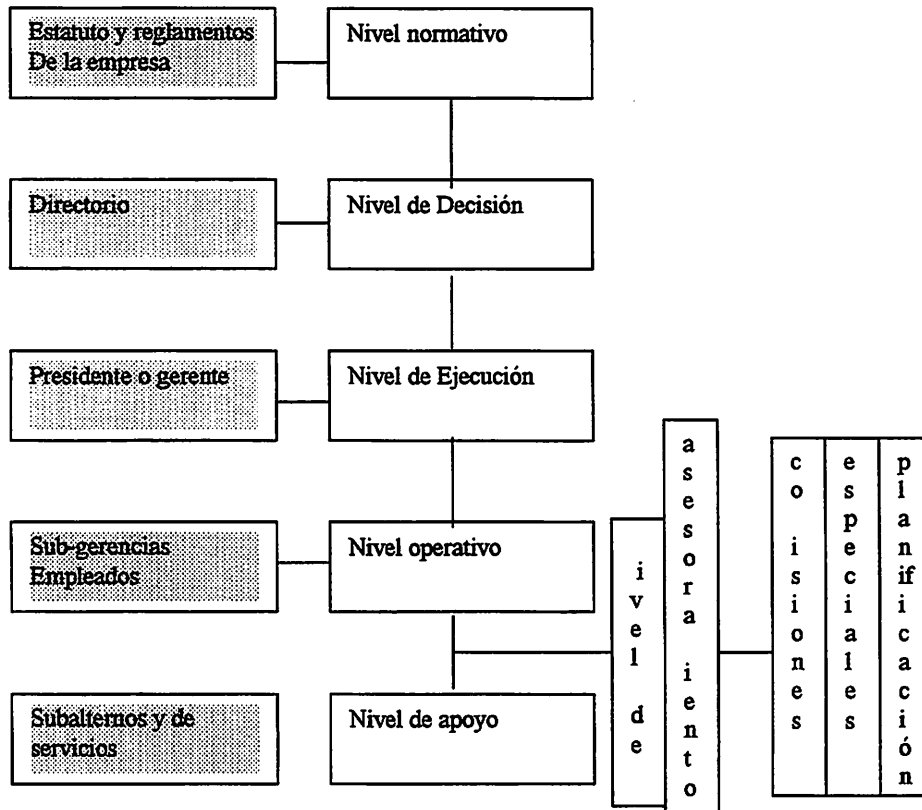 Estatuto y reglamentos
De la empresa
Nivel normativo
Directorio
Nivel de Decisión
Presidente o gerente
Nivel de Ejecución
Sub-gerencias
Empleados
Nivel operativo
Subalternos y de
servicios
Nivel de apoyo
ivel de
asesora iento
co isiones
especiales
planificación